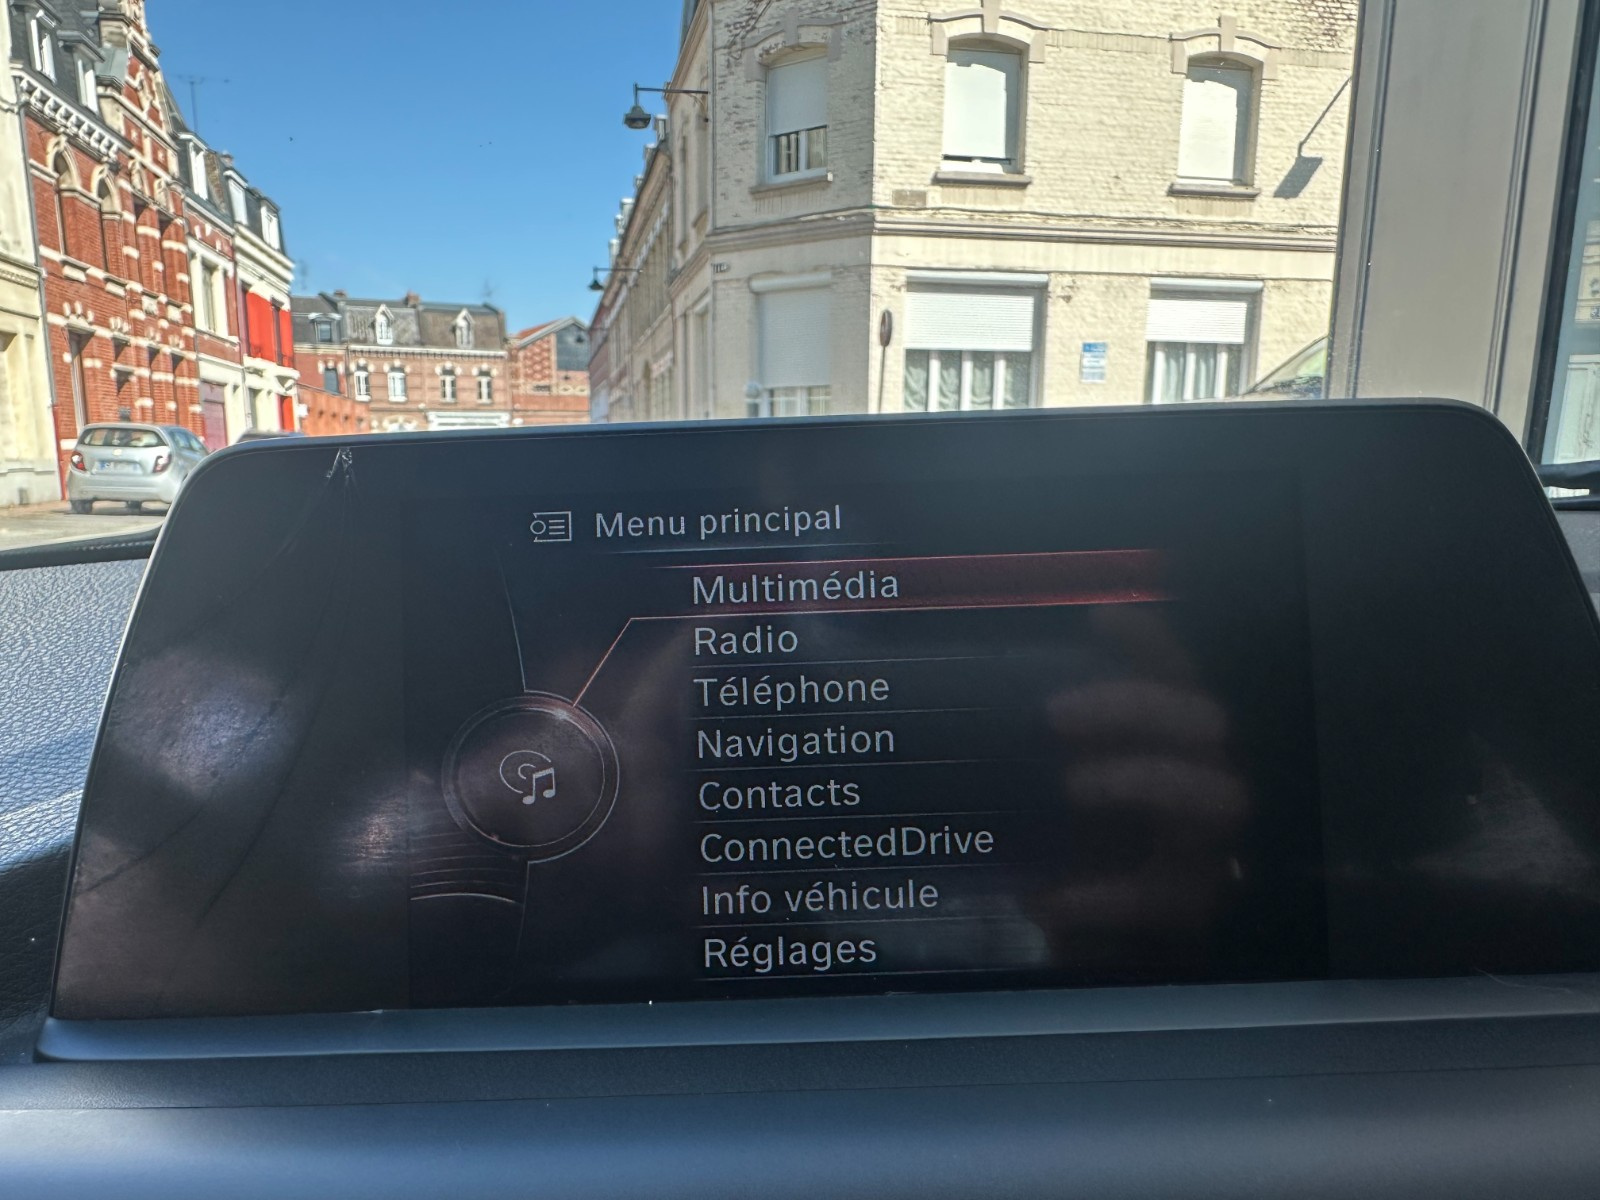 Menu principal
Multimédia
Radio
Téléphone
Navigation
Contacts
ConnectedDrive
Info véhicule
Réglages